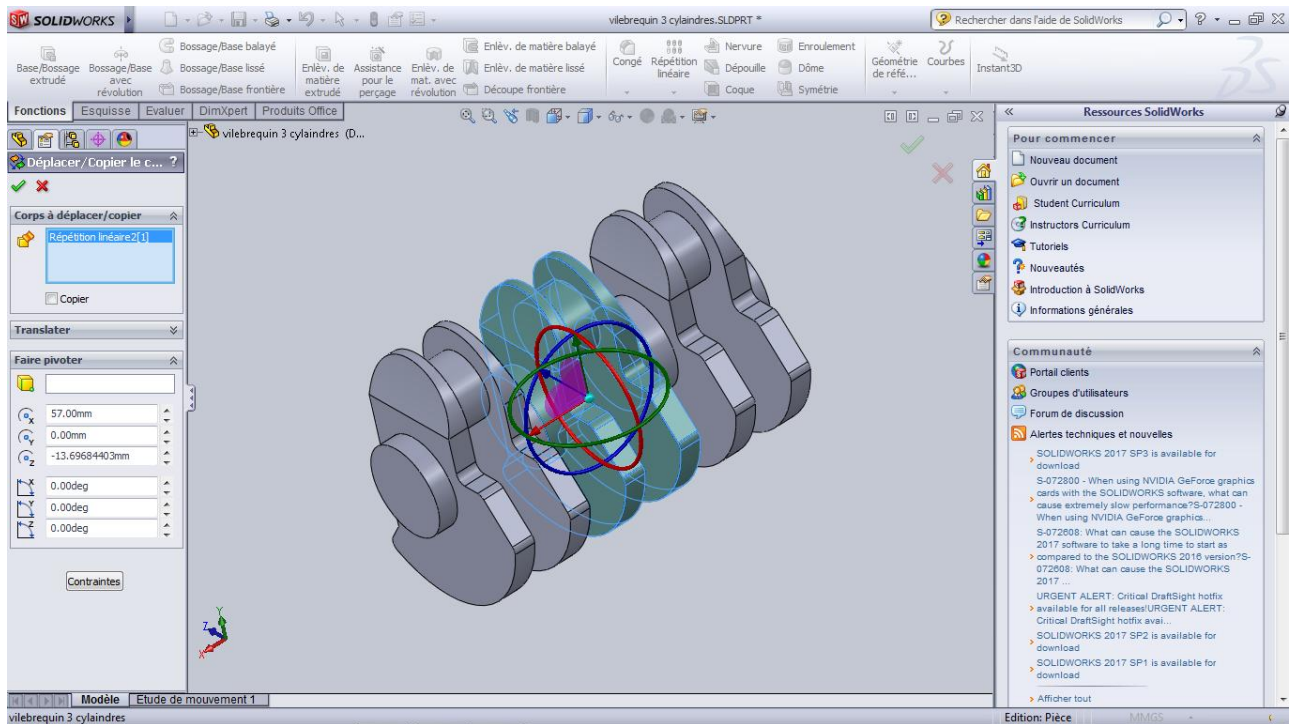 SOLIDWORKS
vilebrequin 3 cylaindres.SLDPRT *
Rechercher dans l'aide de SolidWorks
Base/Bossage extrudé
Bossage/Base avec révolution
Bossage/Base balayé
Bossage/Base lissé
Bossage/Base frontière
Enlèv. de matière extrudé
Assistance pour le perçage
Enlèv. de mat. avec révolution
Enlèv. de matière balayé
Enlèv. de matière lissé
Découpe frontière
Congé
Répétition linéaire
Nervure
Dépouille
Coque
Enroulement
Dôme
Symétrie
Géométrie de réfé...
Courbes
Instant3D
Fonctions
Esquisse
Evaluer
DimXpert
Produits Office
vilebrequin 3 cylaindres (D...
Déplacer/Copier le c... ?
Corps à déplacer/copier
Répétition linéaire2[1]
Copier
Translater
Faire pivoter
X 57.00mm
Y 0.00mm
Z -13.69684403mm
X 0.00deg
Y 0.00deg
Z 0.00deg
Contraintes
Y
Z
X
Ressources SolidWorks
Pour commencer
Nouveau document
Ouvrir un document
Student Curriculum
Instructors Curriculum
Tutoriels
Nouveautés
Introduction à SolidWorks
Informations générales
Communauté
Portail clients
Groupes d'utilisateurs
Forum de discussion
Alertes techniques et nouvelles
SOLIDWORKS 2017 SP3 is available for
download
S-072800 - When using NVIDIA GeForce graphics
cards with the SOLIDWORKS software, what can
cause extremely slow performance?S-072800 -
When using NVIDIA GeForce graphics...
S-072608: What can cause the SOLIDWORKS
2017 software to take a long time to start as
compared to the SOLIDWORKS 2016 version?S-
072608: What can cause the SOLIDWORKS
2017 ...
URGENT ALERT: Critical DraftSight hotfix
available for all releases!URGENT ALERT:
Critical DraftSight hotfix avai...
SOLIDWORKS 2017 SP2 is available for
download
SOLIDWORKS 2017 SP1 is available for
download
Afficher tout
Modèle
Etude de mouvement 1
vilebrequin 3 cylaindres
Edition: Pièce
MMGS